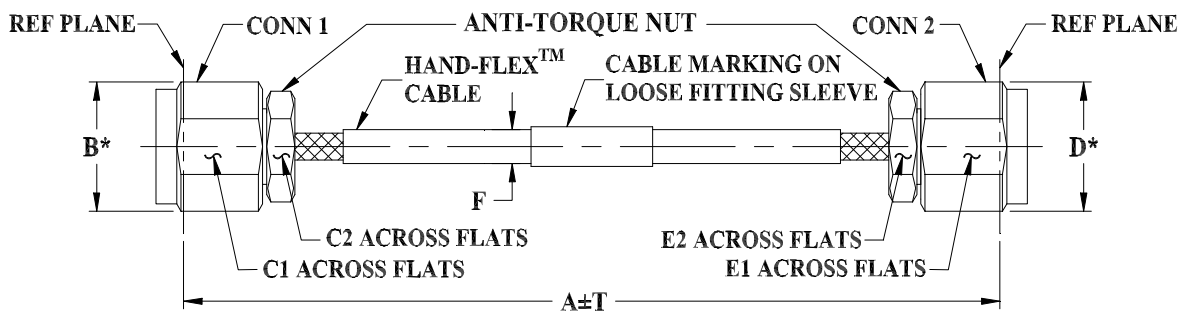 REF PLANE
CONN 1
ANTI-TORQUE NUT
CONN 2
REF PLANE
HAND-FLEX™
CABLE
CABLE MARKING ON
LOOSE FITTING SLEEVE
B*
D*
F
C2 ACROSS FLATS
E2 ACROSS FLATS
C1 ACROSS FLATS
E1 ACROSS FLATS
A±T